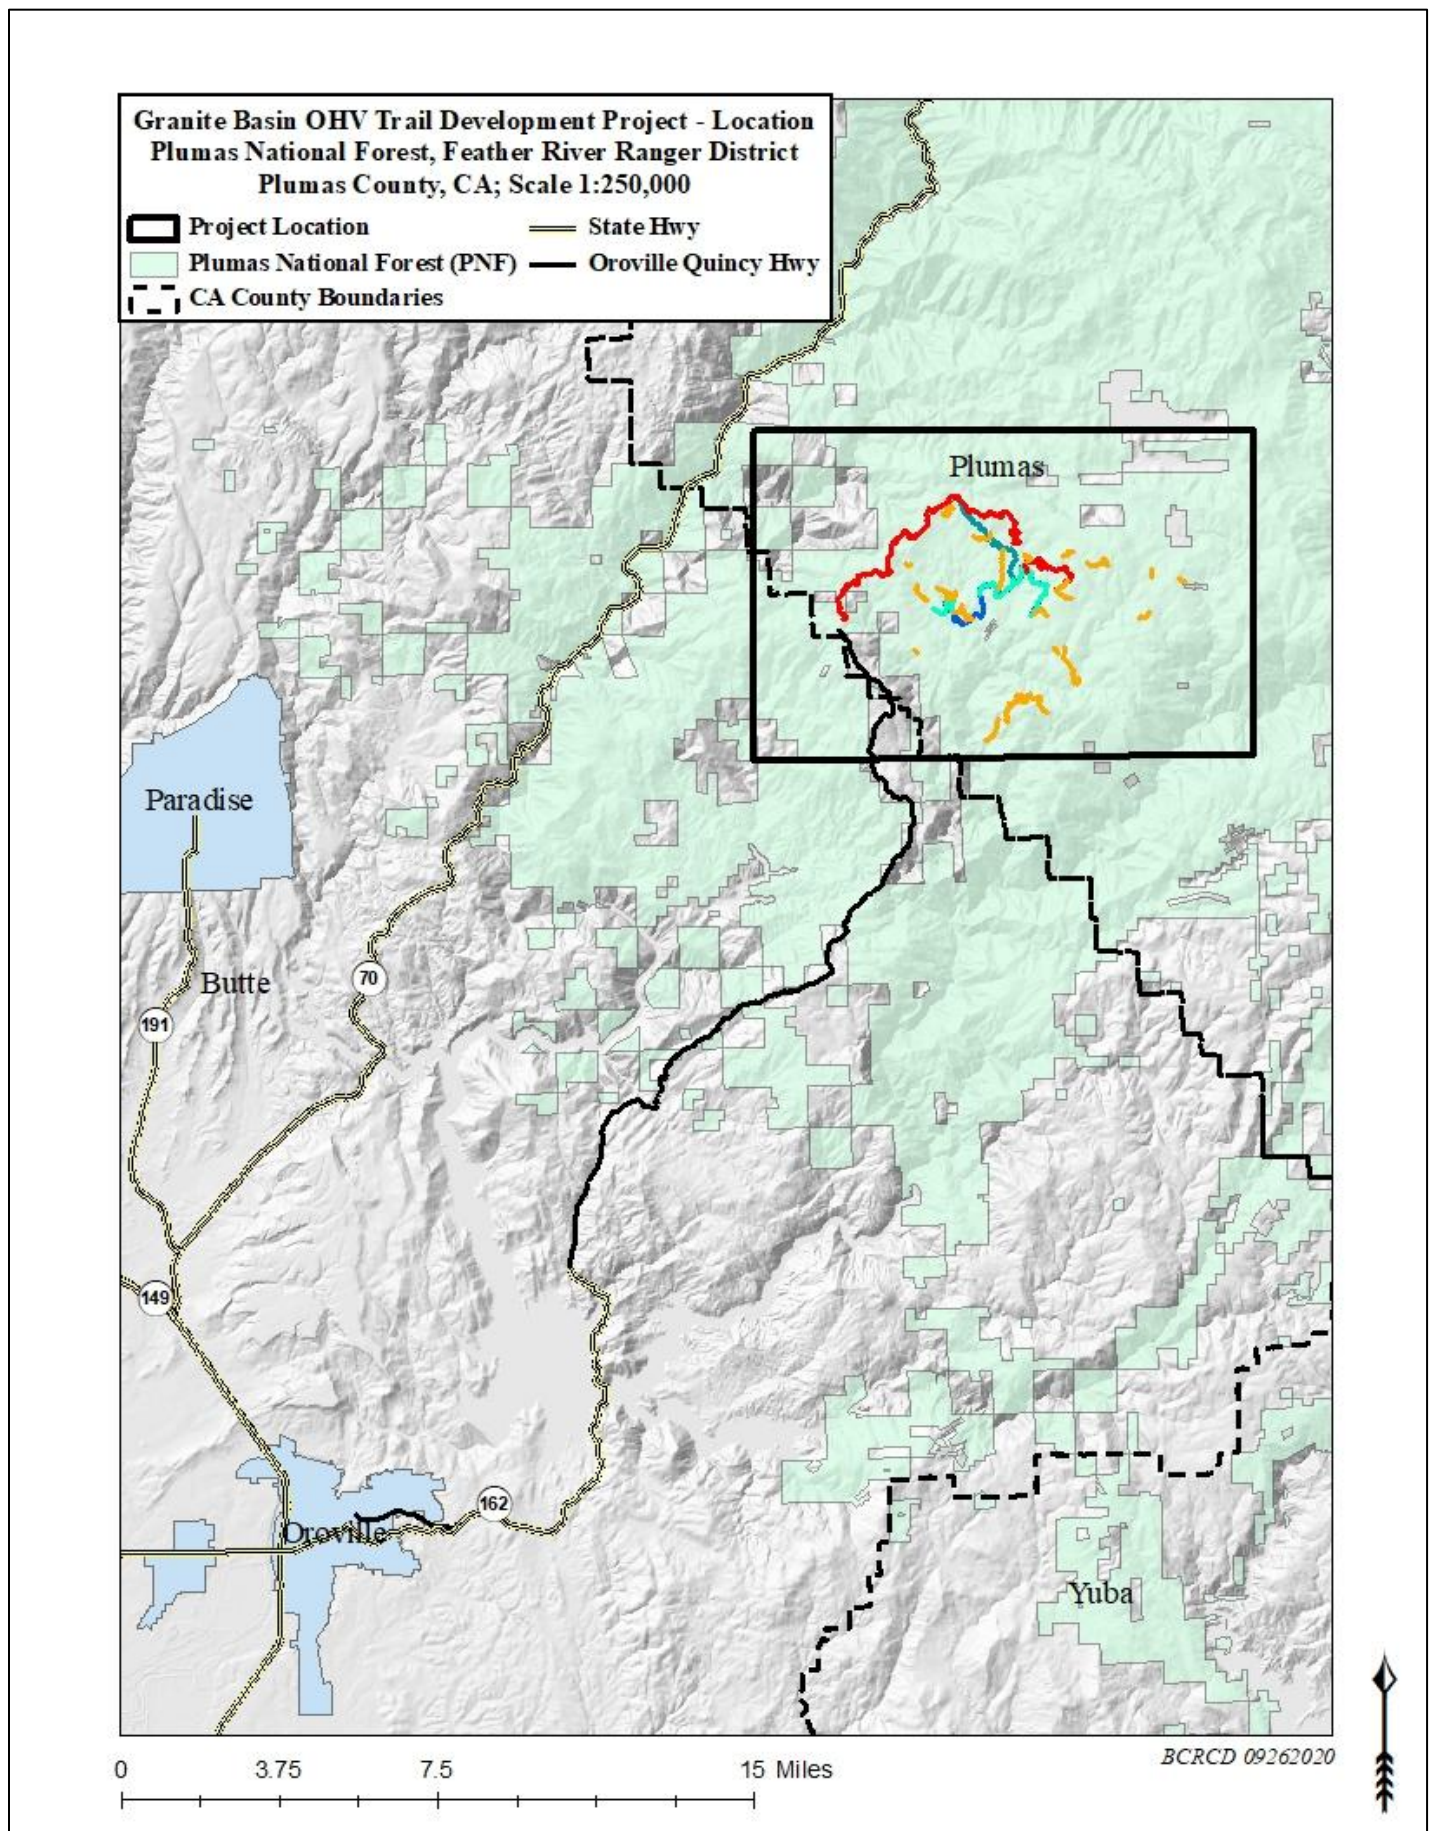 Granite Basin OHV Trail Development Project - Location
Plumas National Forest, Feather River Ranger District
Plumas County, CA; Scale 1:250,000
Project Location
State Hwy
Plumas National Forest (PNF)
Oroville Quincy Hwy
CA County Boundaries
Plumas
Paradise
Butte
70
191
149
162
Oroville
Yuba
BCRCD 09262020
0 3.75 7.5 15 Miles